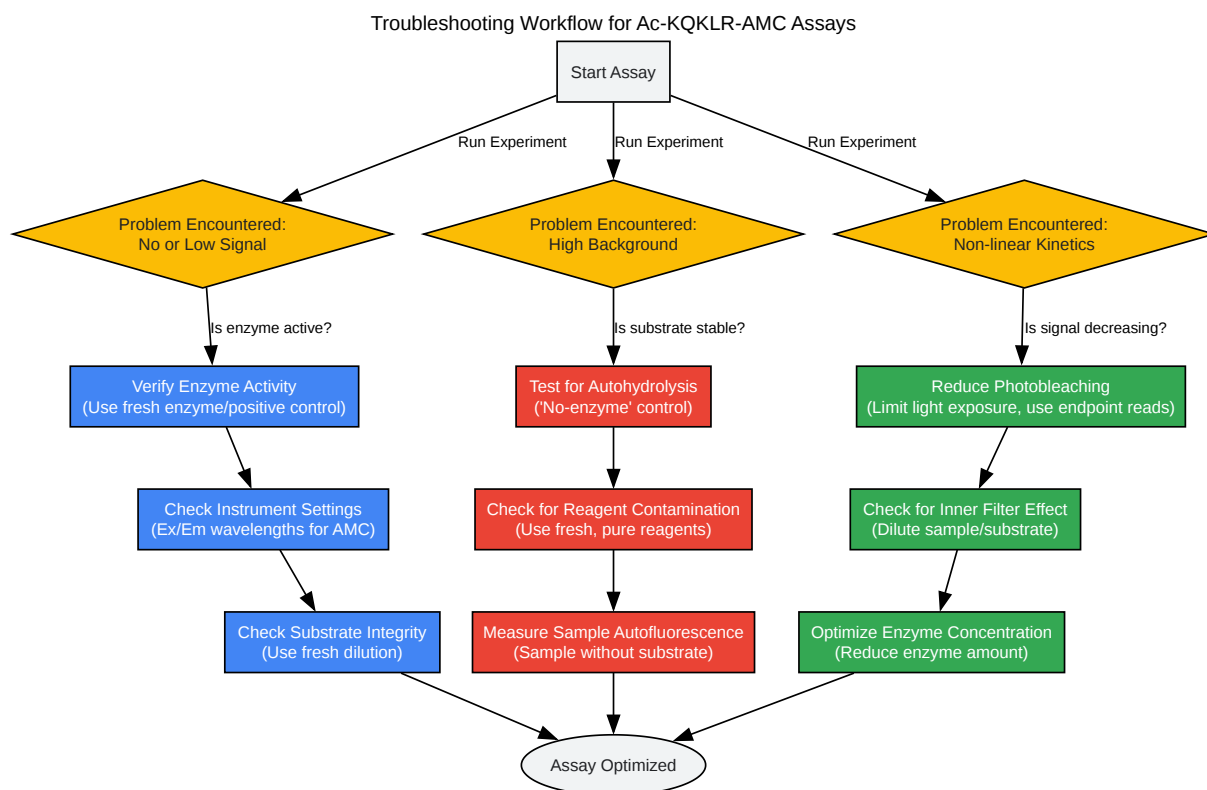 Troubleshooting Workflow for Ac-KQKLR-AMC Assays
Start Assay
Run Experiment
Run Experiment
Run Experiment
Problem Encountered:
No or Low Signal
Problem Encountered:
High Background
Problem Encountered:
Non-linear Kinetics
Is enzyme active?
Is substrate stable?
Is signal decreasing?
Verify Enzyme Activity
(Use fresh enzyme/positive control)
Test for Autohydrolysis
('No-enzyme' control)
Reduce Photobleaching
(Limit light exposure, use endpoint reads)
Check Instrument Settings
(Ex/Em wavelengths for AMC)
Check for Reagent Contamination
(Use fresh, pure reagents)
Check for Inner Filter Effect
(Dilute sample/substrate)
Check Substrate Integrity
(Use fresh dilution)
Measure Sample Autofluorescence
(Sample without substrate)
Optimize Enzyme Concentration
(Reduce enzyme amount)
Assay Optimized